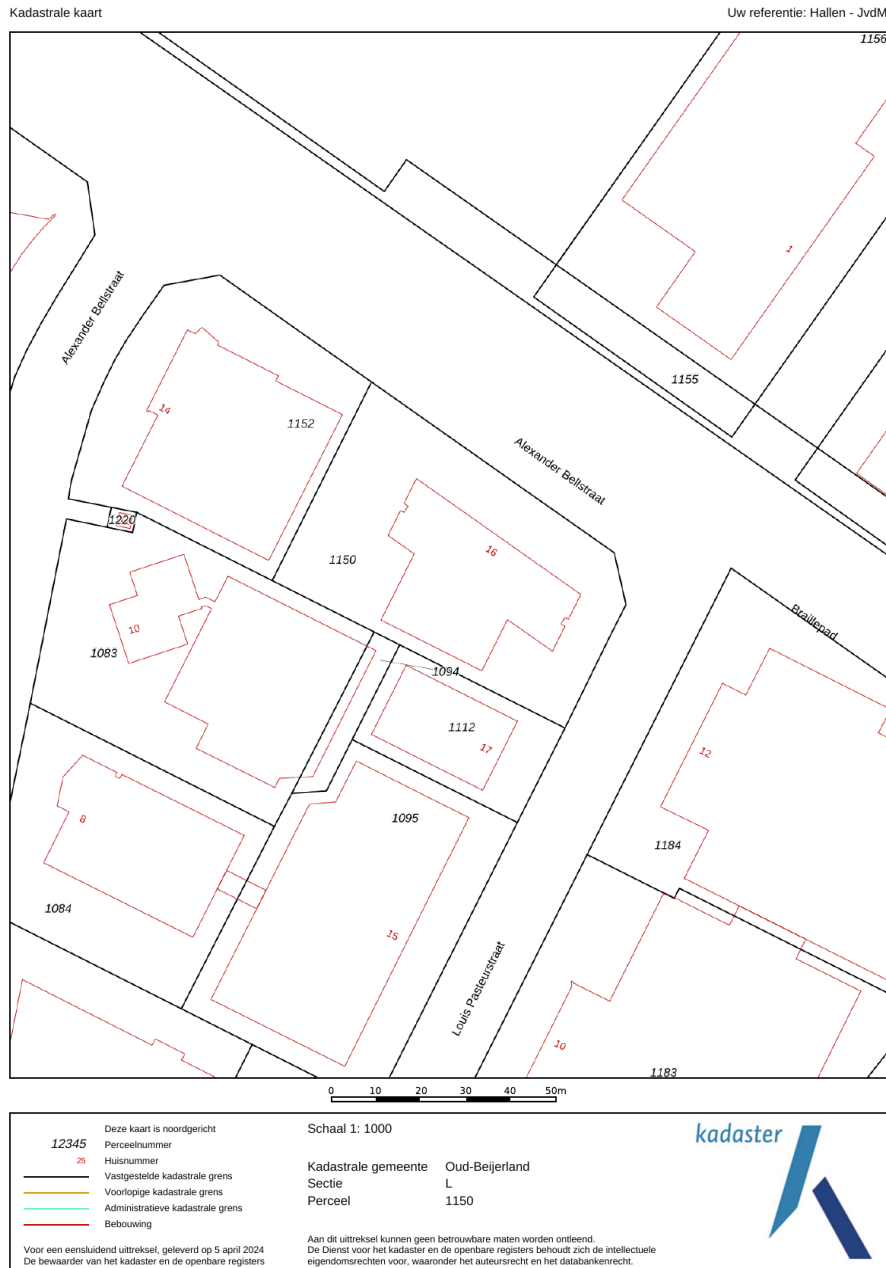 Kadastrale kaart
Uw referentie: Hallen - JvdM
1156
1
Alexander Bellstraat
1155
14
1152
Alexander Bellstraat
1220
16
1150
Braillepad
10
1083
1094
1112
17
12
8
1095
1184
1084
15
Louis Pasteurstraat
10
1183
0 10 20 30 40 50m
Deze kaart is noordgericht
12345 Perceelnummer
25 Huisnummer
Vastgestelde kadastrale grens
Voorlopige kadastrale grens
Administratieve kadastrale grens
Bebouwing
Voor een eensluidend uittreksel, geleverd op 5 april 2024
De bewaarder van het kadaster en de openbare registers
Schaal 1: 1000
Kadastrale gemeente Oud-Beijerland
Sectie L
Perceel 1150
Aan dit uittreksel kunnen geen betrouwbare maten worden ontleend.
De Dienst voor het kadaster en de openbare registers behoudt zich de intellectuele
eigendomsrechten voor, waaronder het auteursrecht en het databankenrecht.
kadaster